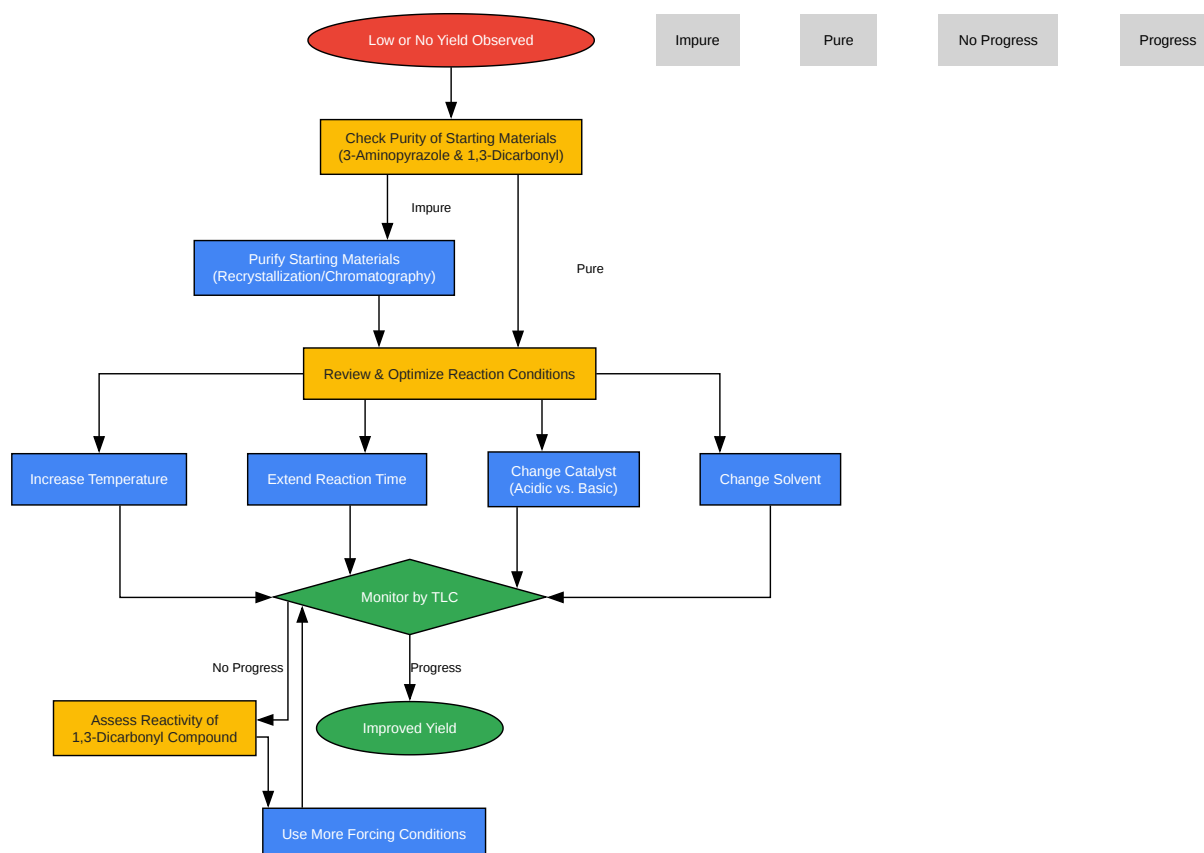 Low or No Yield Observed
Impure
Pure
No Progress
Progress
Check Purity of Starting Materials
(3-Aminopyrazole & 1,3-Dicarbonyl)
Impure
Purify Starting Materials
(Recrystallization/Chromatography)
Pure
Review & Optimize Reaction Conditions
Increase Temperature
Extend Reaction Time
Change Catalyst
(Acidic vs. Basic)
Change Solvent
Monitor by TLC
No Progress
Progress
Assess Reactivity of
1,3-Dicarbonyl Compound
Improved Yield
Use More Forcing Conditions